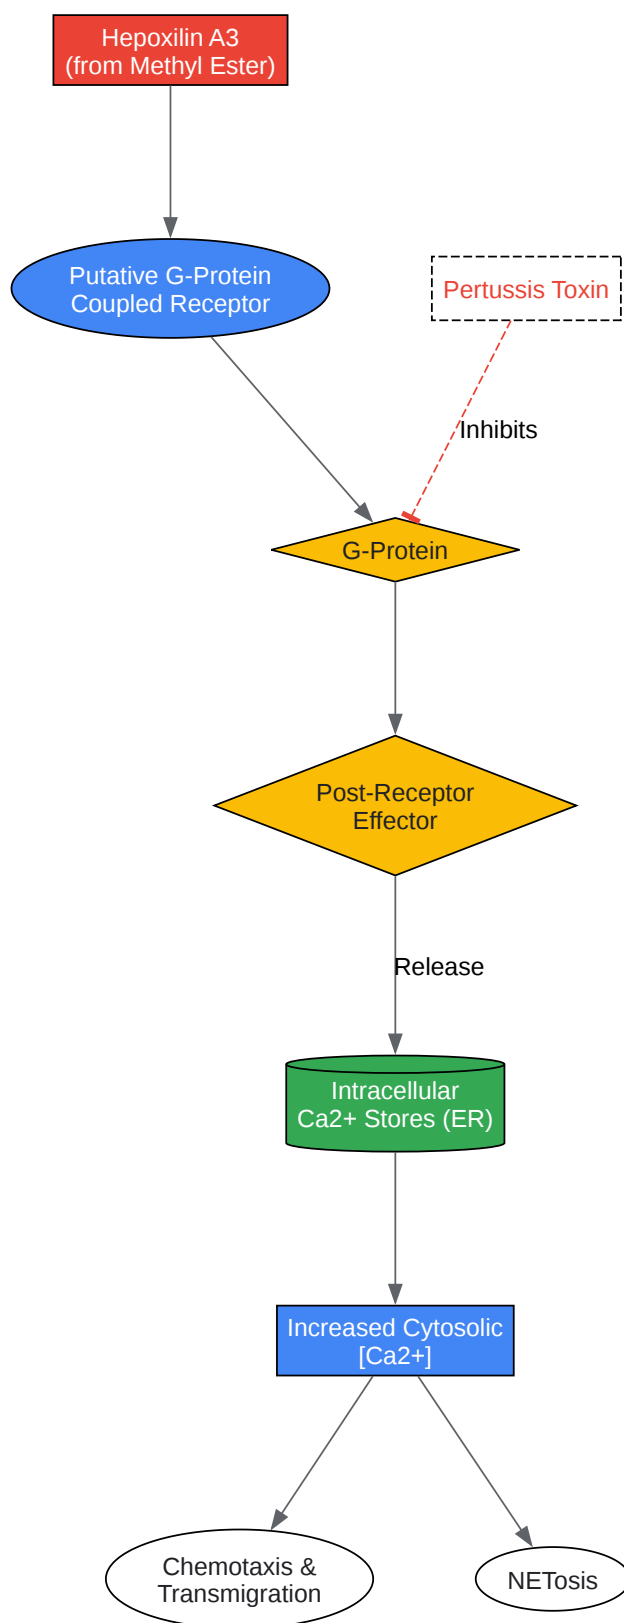 Hepoxilin A3
(from Methyl Ester)
Putative G-Protein
Coupled Receptor
Pertussis Toxin
Inhibits
G-Protein
Post-Receptor
Effector
Release
Intracellular
Ca2+ Stores (ER)
Increased Cytosolic
[Ca2+]
Chemotaxis &
Transmigration
NETosis